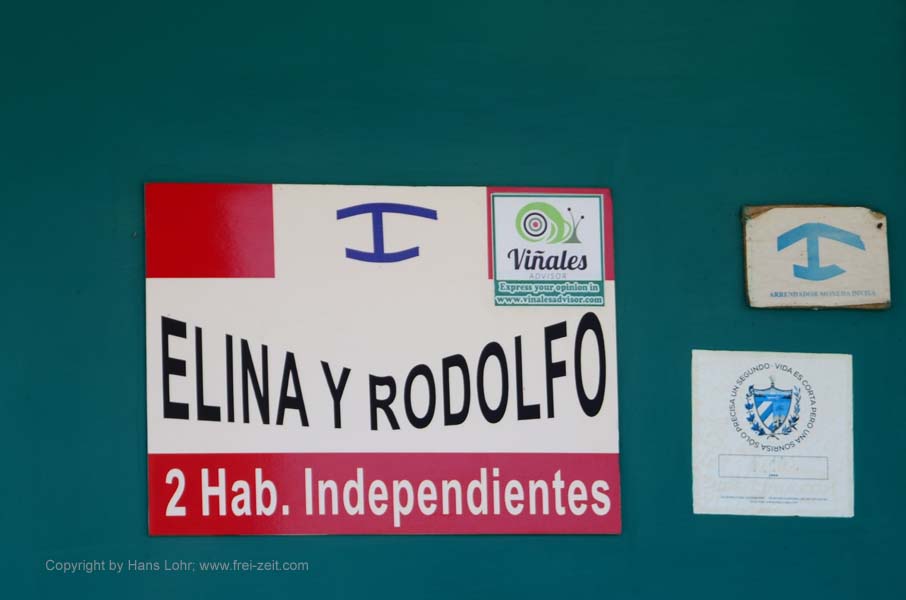 Viñales
ADVISOR
Express your opinion in
www.vinalesadvisor.com
ELINA Y RODOLFO
2 Hab. Independientes
ARRENDADOR MONEDA DIVISA
VIDA ES CORTA PERO UNA SONRISA SÓLO PRECISA UN SEGUNDO
Copyright by Hans Lohr; www.frei-zeit.com